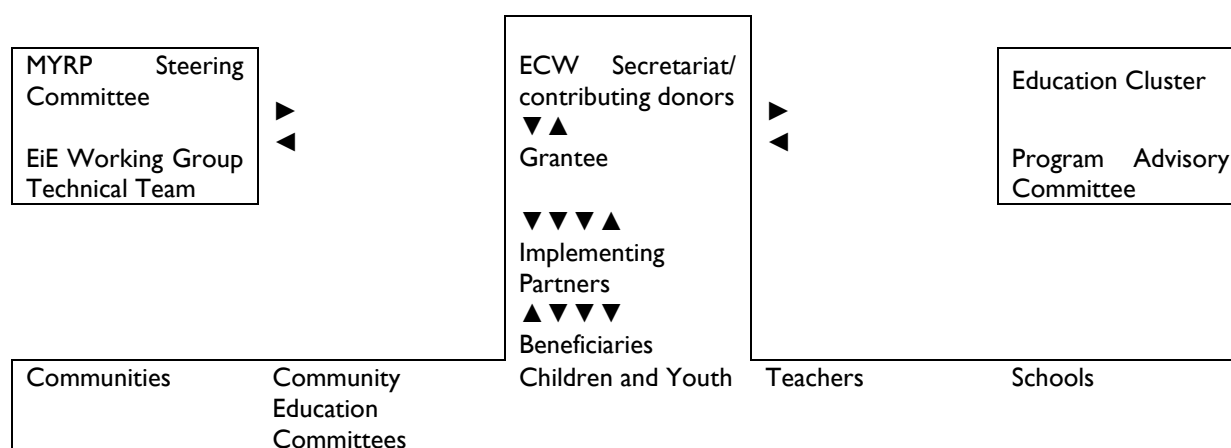 MYRP Steering
Committee
EiE Working Group
Technical Team
►
◄
ECW Secretariat/
contributing donors
▼▲
Grantee
▼▼▼▲
Implementing
Partners
▲▼▼▼
Beneficiaries
►
◄
Education Cluster
Program Advisory
Committee
Communities
Community
Education
Committees
Children and Youth
Teachers
Schools